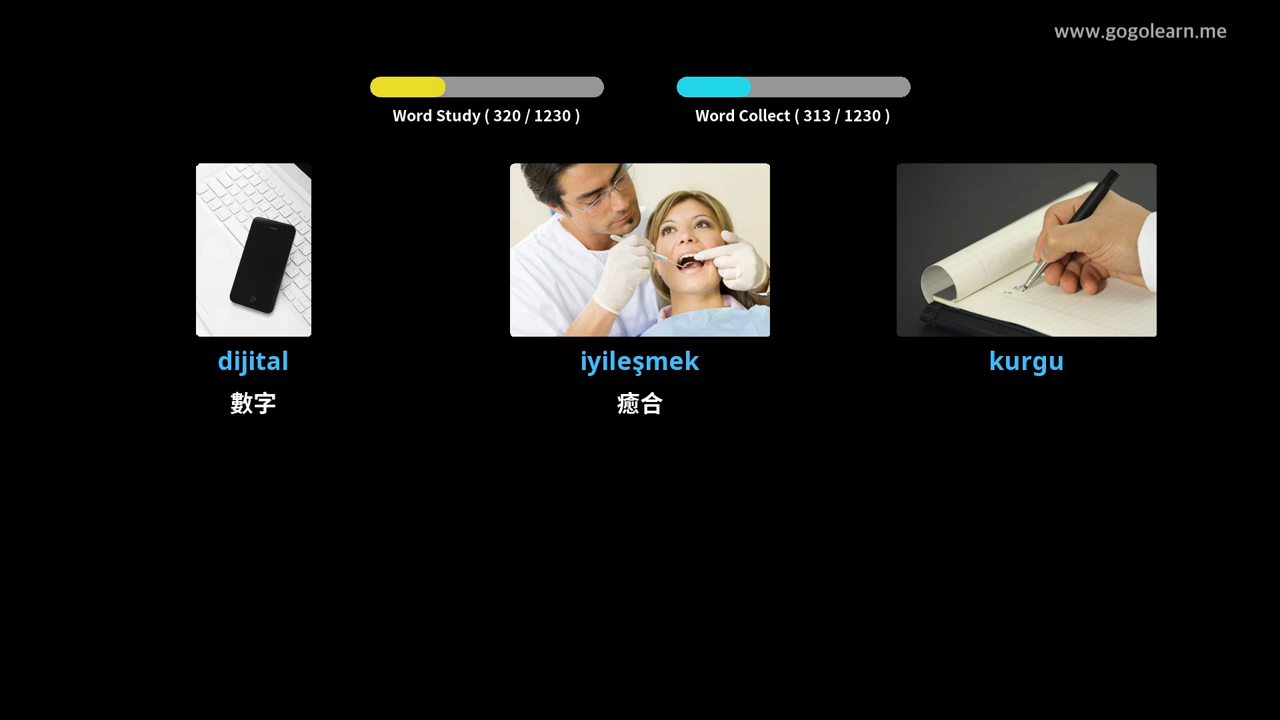 www.gogolearn.me
Word Study ( 320 / 1230 )
Word Collect ( 313 / 1230 )
dijital
iyileşmek
kurgu
數字
癒合